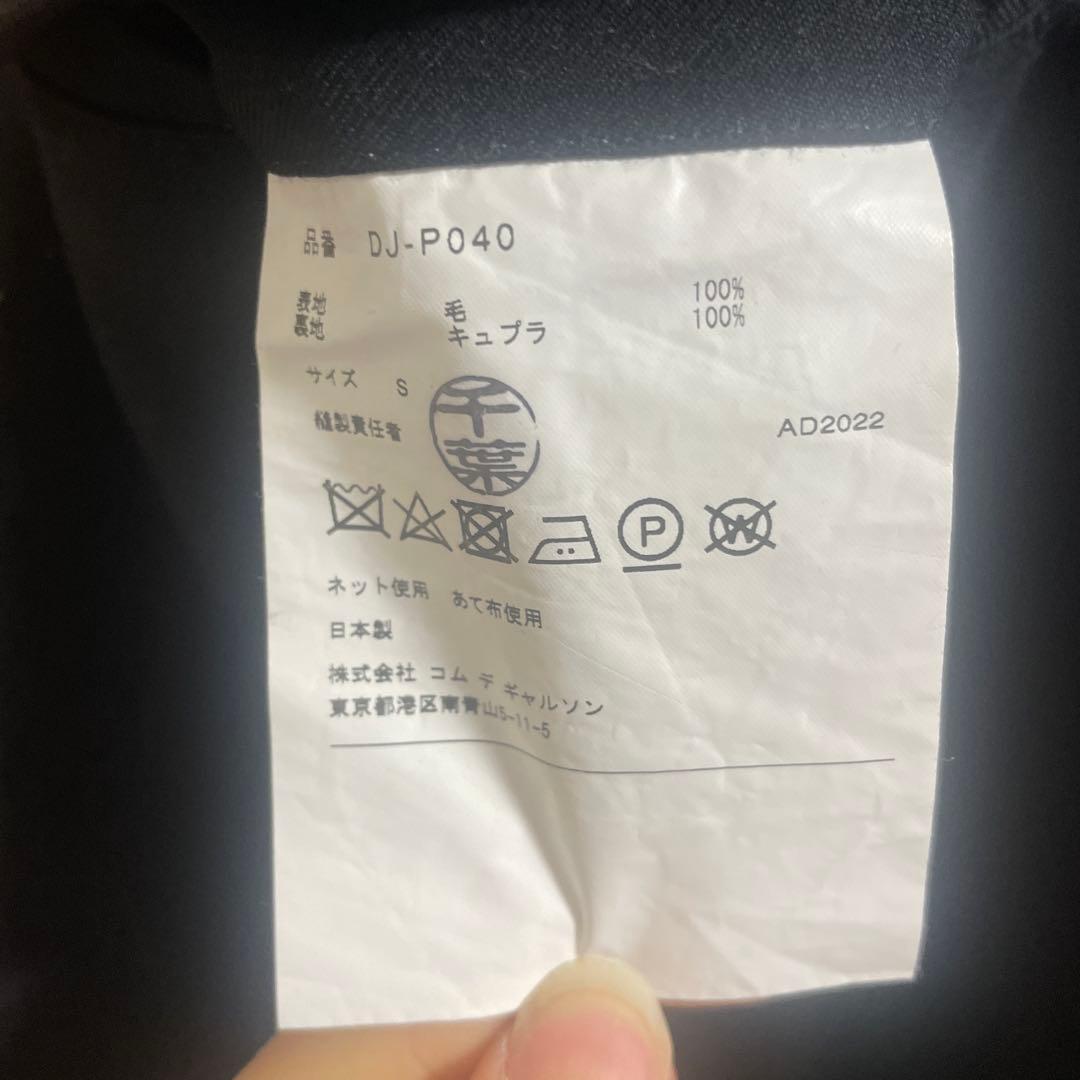 品番 DJ-P040
表地 毛 100%
裏地 キュプラ 100%
サイズ S
縫製責任者 千葉
AD2022
P
W
ネット使用 あて布使用
日本製
株式会社 コム デ ギャルソン
東京都港区南青山5-11-5